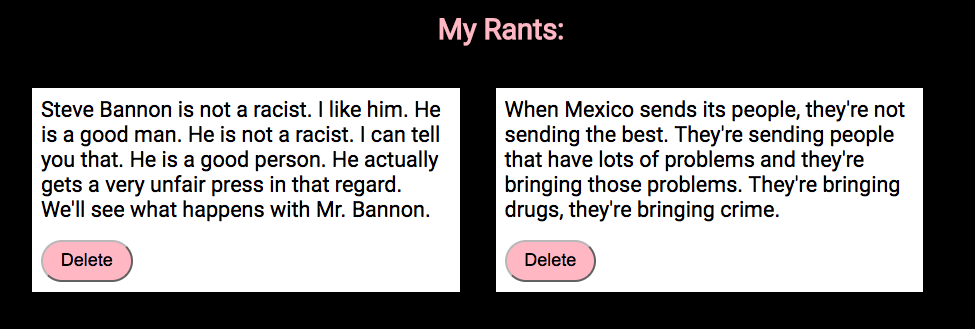 My Rants:
Steve Bannon is not a racist. I like him. He
is a good man. He is not a racist. I can tell
you that. He is a good person. He actually
gets a very unfair press in that regard.
We'll see what happens with Mr. Bannon.
Delete
When Mexico sends its people, they're not
sending the best. They're sending people
that have lots of problems and they're
bringing those problems. They're bringing
drugs, they're bringing crime.
Delete